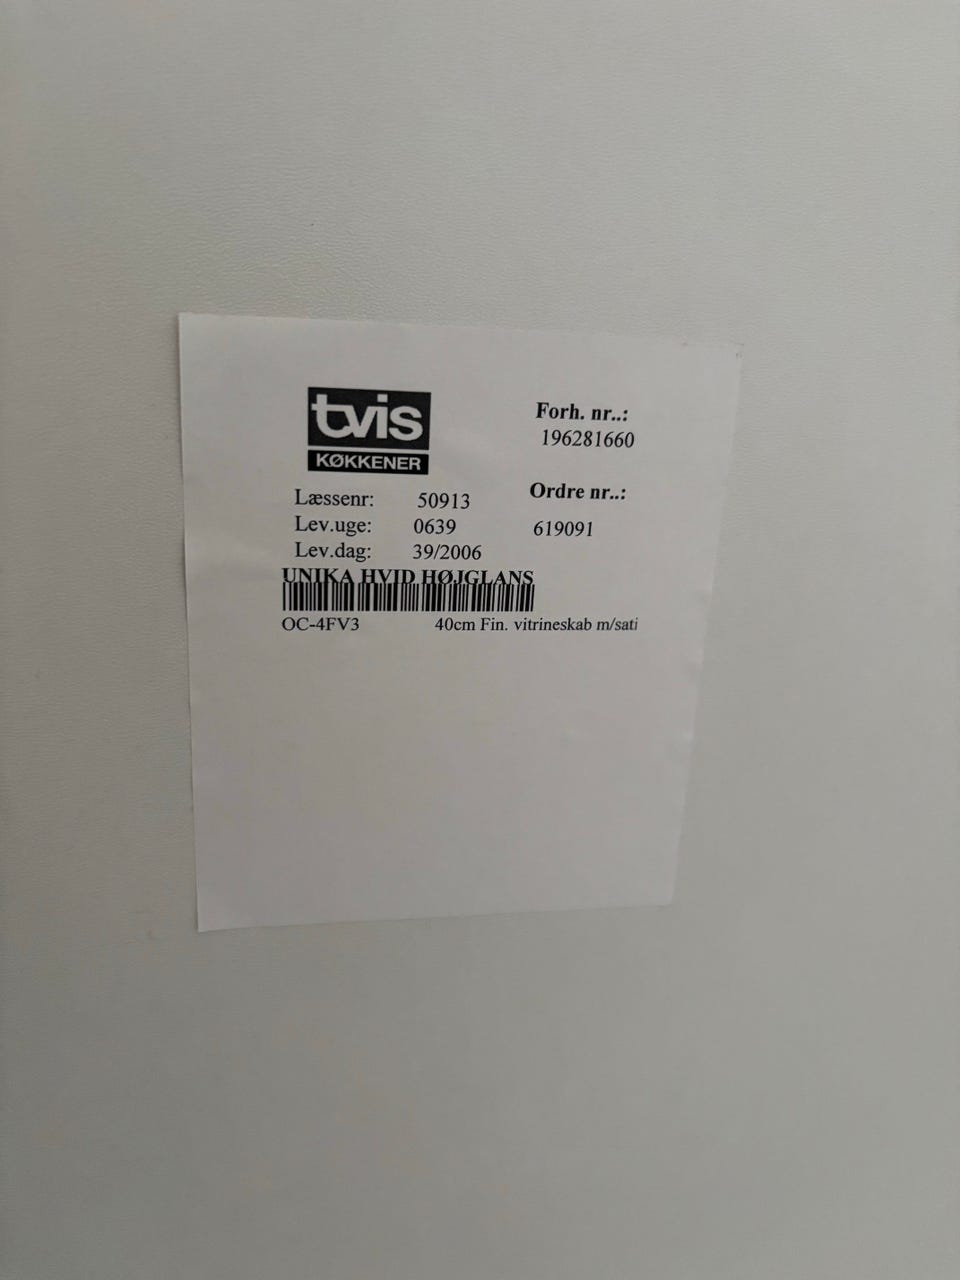 tvis
KØKKENER
Forh. nr..:
196281660
Læssenr: 50913
Ordre nr..:
Lev.uge: 0639
619091
Lev.dag: 39/2006
UNIKA HVID HØJGLANS
OC-4FV3 40cm Fin. vitrineskab m/sati